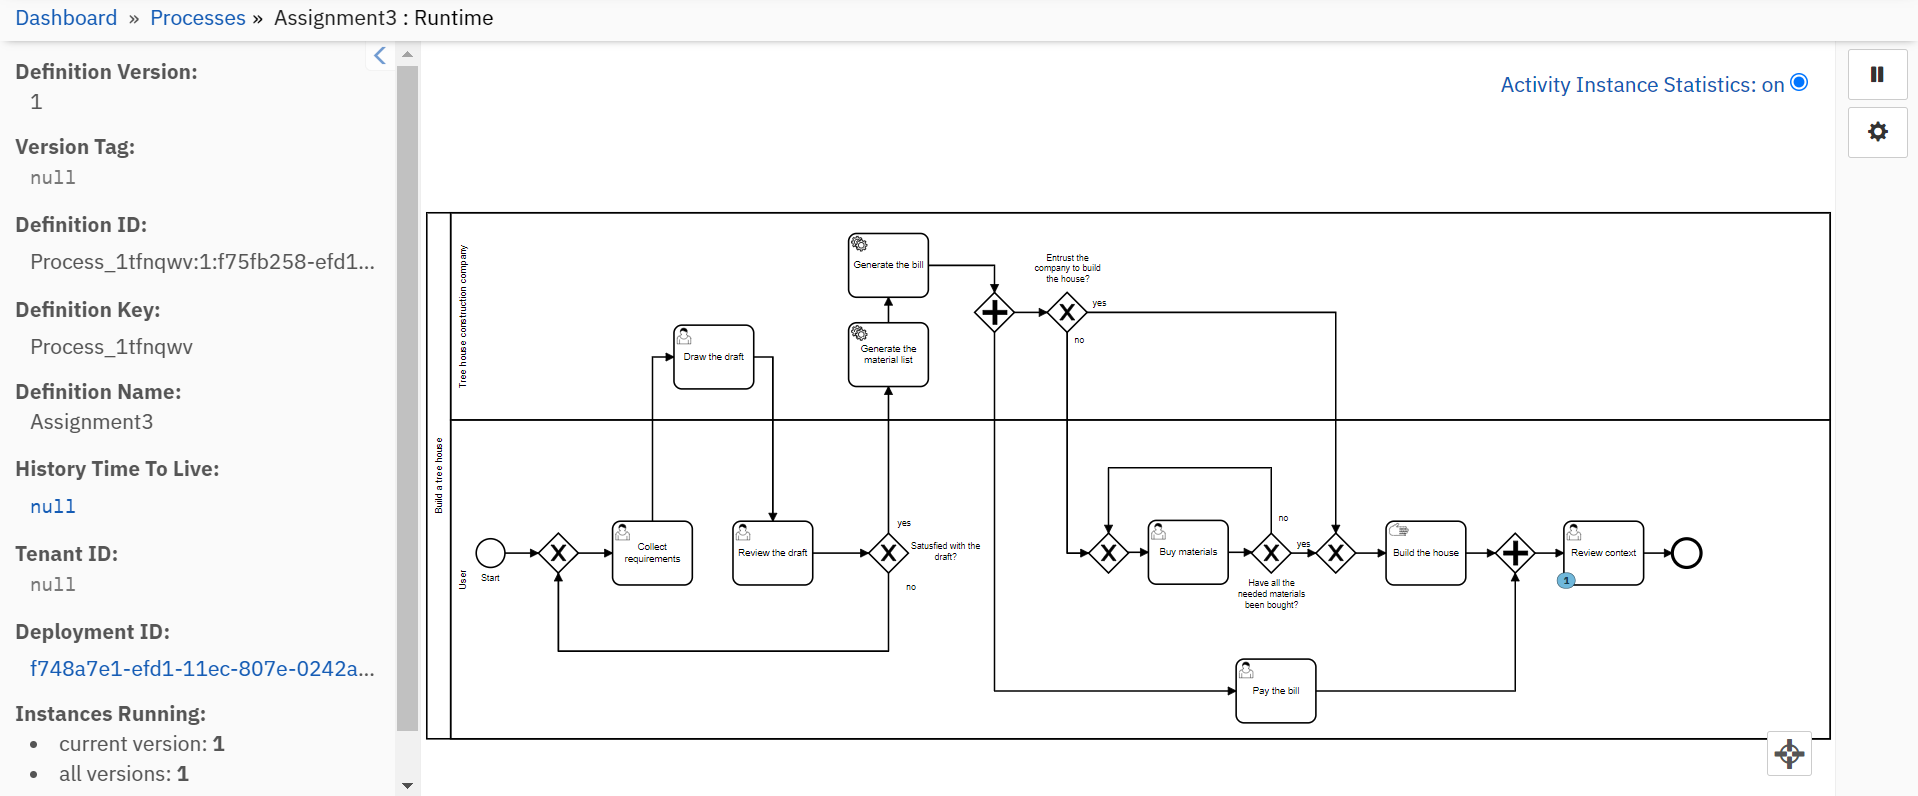 Dashboard » Processes » Assignment3 : Runtime
Definition Version:
1
Version Tag:
null
Definition ID:
Process_1tfnqwv:1:f75fb258-efd1...
Definition Key:
Process_1tfnqwv
Definition Name:
Assignment3
History Time To Live:
null
Tenant ID:
null
Deployment ID:
f748a7e1-efd1-11ec-807e-0242a...
Instances Running:
current version: 1
all versions: 1
Activity Instance Statistics: on
Build a tree house
Tree house construction company
Generate the bill
Entrust the
company to build
the house?
yes
no
Draw the draft
Generate the
material list
User
Start
Collect
requirements
Review the draft
yes
Satusfied with the
draft?
no
Buy materials
no
yes
Have all the
needed materials
been bought?
Build the house
Review context
1
Pay the bill